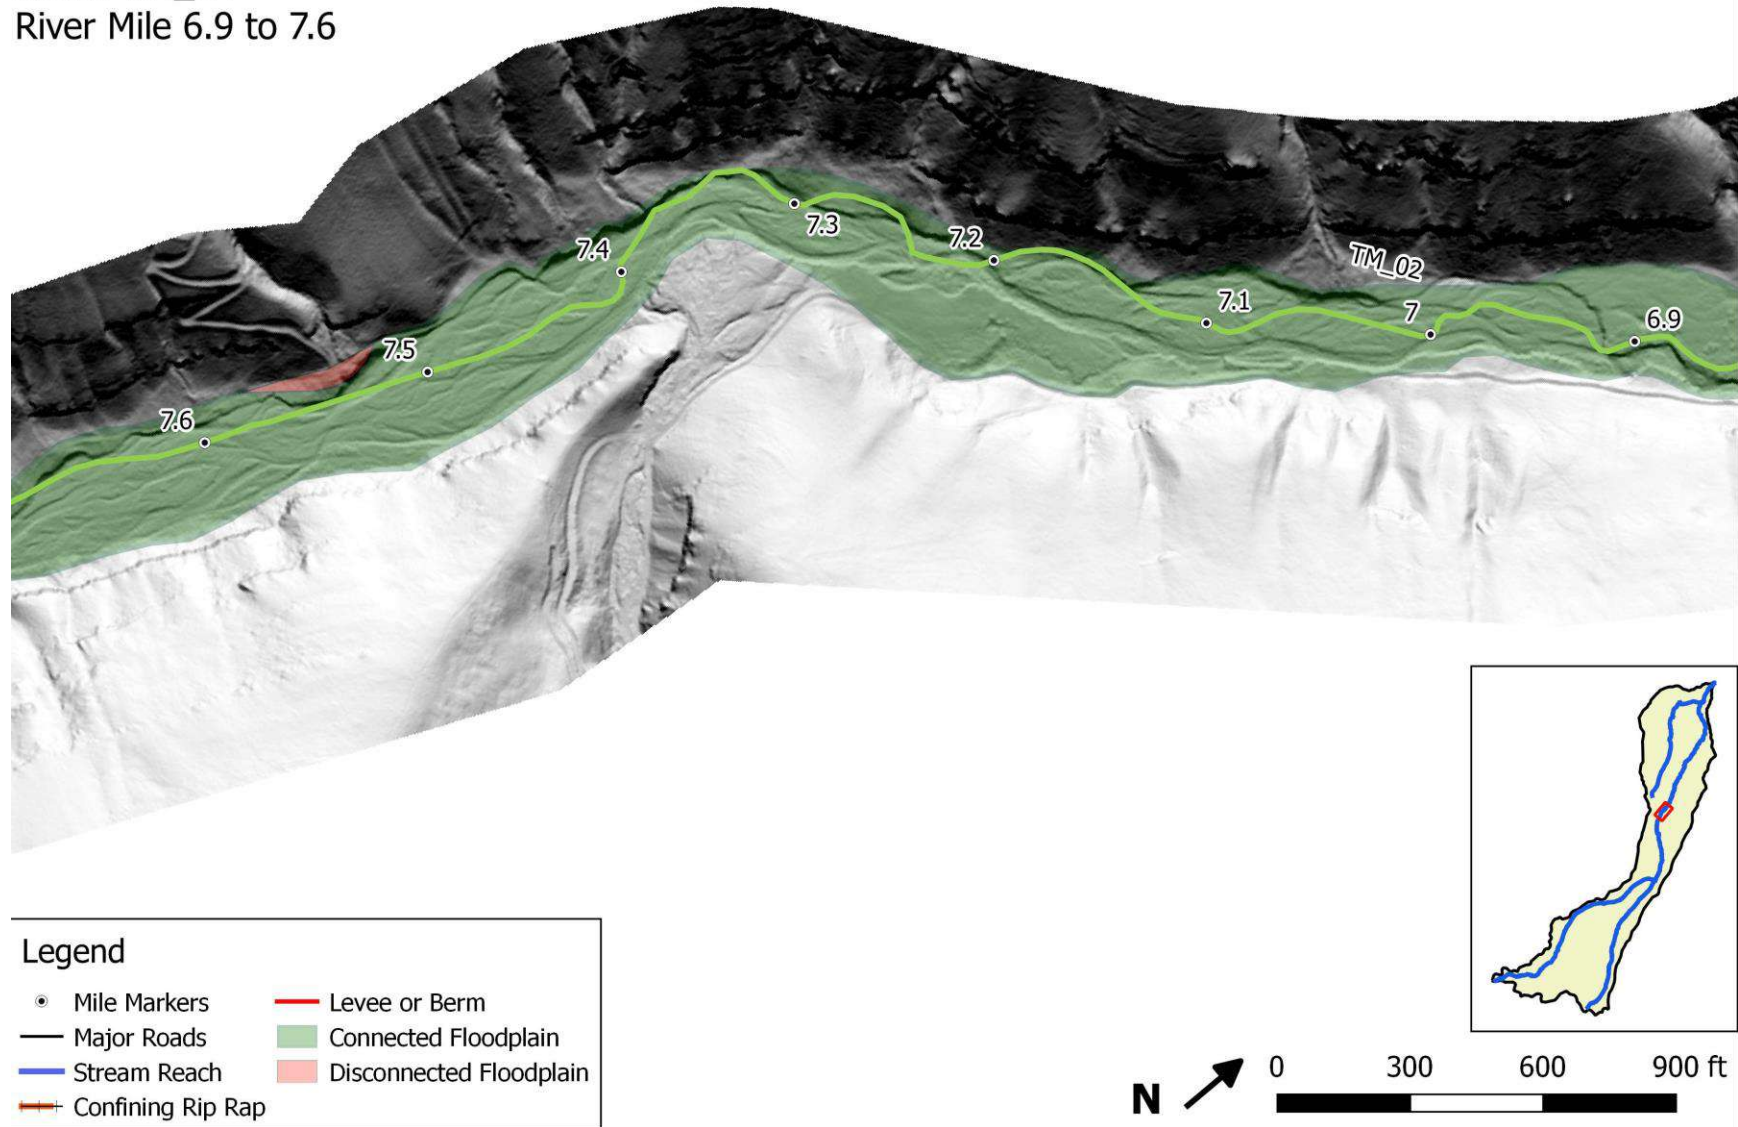 River Mile 6.9 to 7.6
7.4
7.3
7.2
TM_02
7.1
7
6.9
7.5
7.6
Legend
Mile Markers
Major Roads
Stream Reach
Confining Rip Rap
Levee or Berm
Connected Floodplain
Disconnected Floodplain
N
0 300 600 900 ft